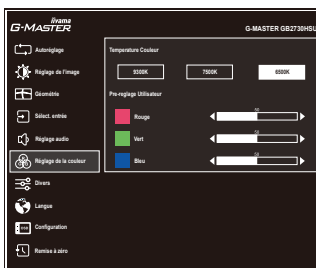 iiyama
G-MASTER
G-MASTER GB2730HSU
Autoréglage
Réglage de l'image
Géométrie
Sélect. entrée
Réglage audio
Réglage de la couleur
Divers
Langue
OSD Configuration
Remise à zéro
Temperature Couleur
9300K 7500K 6500K
Pre-reglage Utilisateur
Rouge 50
Vert 50
Bleu 50